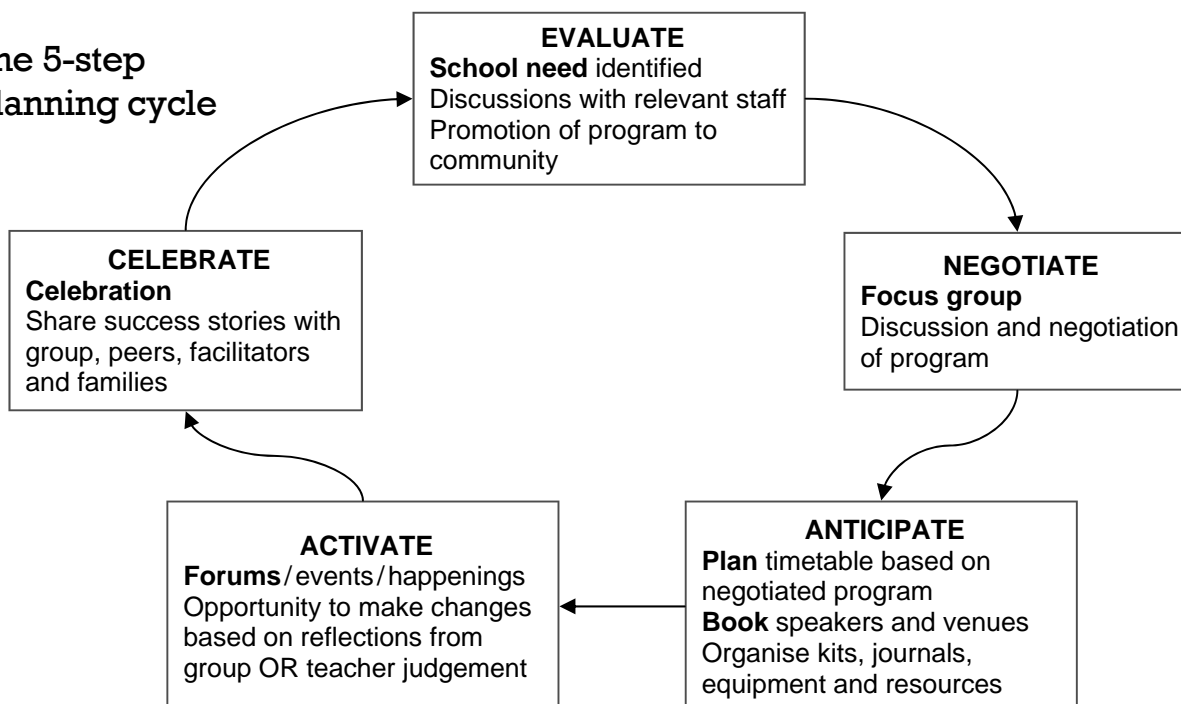 5-step
cycle
EVALUATE
School need identified
Discussions with relevant staff
Promotion of program to
community
NEGOTIATE
Focus group
Discussion and negotiation
of program
ANTICIPATE
Plan timetable based on
negotiated program
Book speakers and venues
Organise kits, journals,
equipment and resources
ACTIVATE
Forums/events/happenings
Opportunity to make changes
based on reflections from
group OR teacher judgement
CELEBRATE
Celebration
Share success stories with
group, peers, facilitators
and families